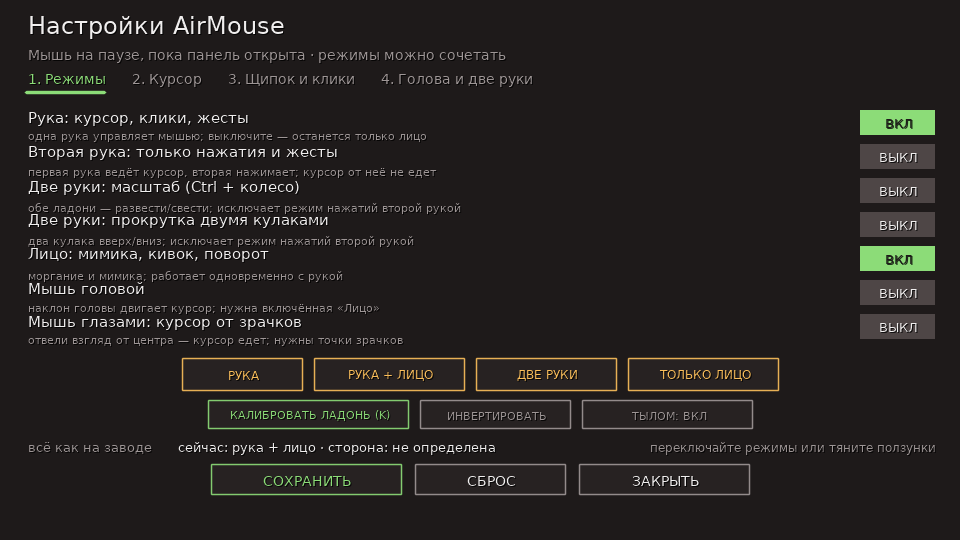 Настройки AirMouse
Мышь на паузе, пока панель открыта · режимы можно сочетать
1. Режимы 2. Курсор 3. Щипок и клики 4. Голова и две руки
Рука: курсор, клики, жесты ВКЛ
одна рука управляет мышью; выключите — останется только лицо
Вторая рука: только нажатия и жесты ВЫКЛ
первая рука ведёт курсор, вторая нажимает; курсор от неё не едет
Две руки: масштаб (Ctrl + колесо) ВЫКЛ
обе ладони — развести/свести; исключает режим нажатий второй рукой
Две руки: прокрутка двумя кулаками ВЫКЛ
два кулака вверх/вниз; исключает режим нажатий второй рукой
Лицо: мимика, кивок, поворот ВКЛ
моргание и мимика; работает одновременно с рукой
Мышь головой ВЫКЛ
наклон головы двигает курсор; нужна включённая «Лицо»
Мышь глазами: курсор от зрачков ВЫКЛ
отвели взгляд от центра — курсор едет; нужны точки зрачков
РУКА РУКА + ЛИЦО ДВЕ РУКИ ТОЛЬКО ЛИЦО
КАЛИБРОВАТЬ ЛАДОНЬ (K) ИНВЕРТИРОВАТЬ ТЫЛОМ: ВКЛ
всё как на заводе сейчас: рука + лицо · сторона: не определена переключайте режимы или тяните ползунки
СОХРАНИТЬ СБРОС ЗАКРЫТЬ